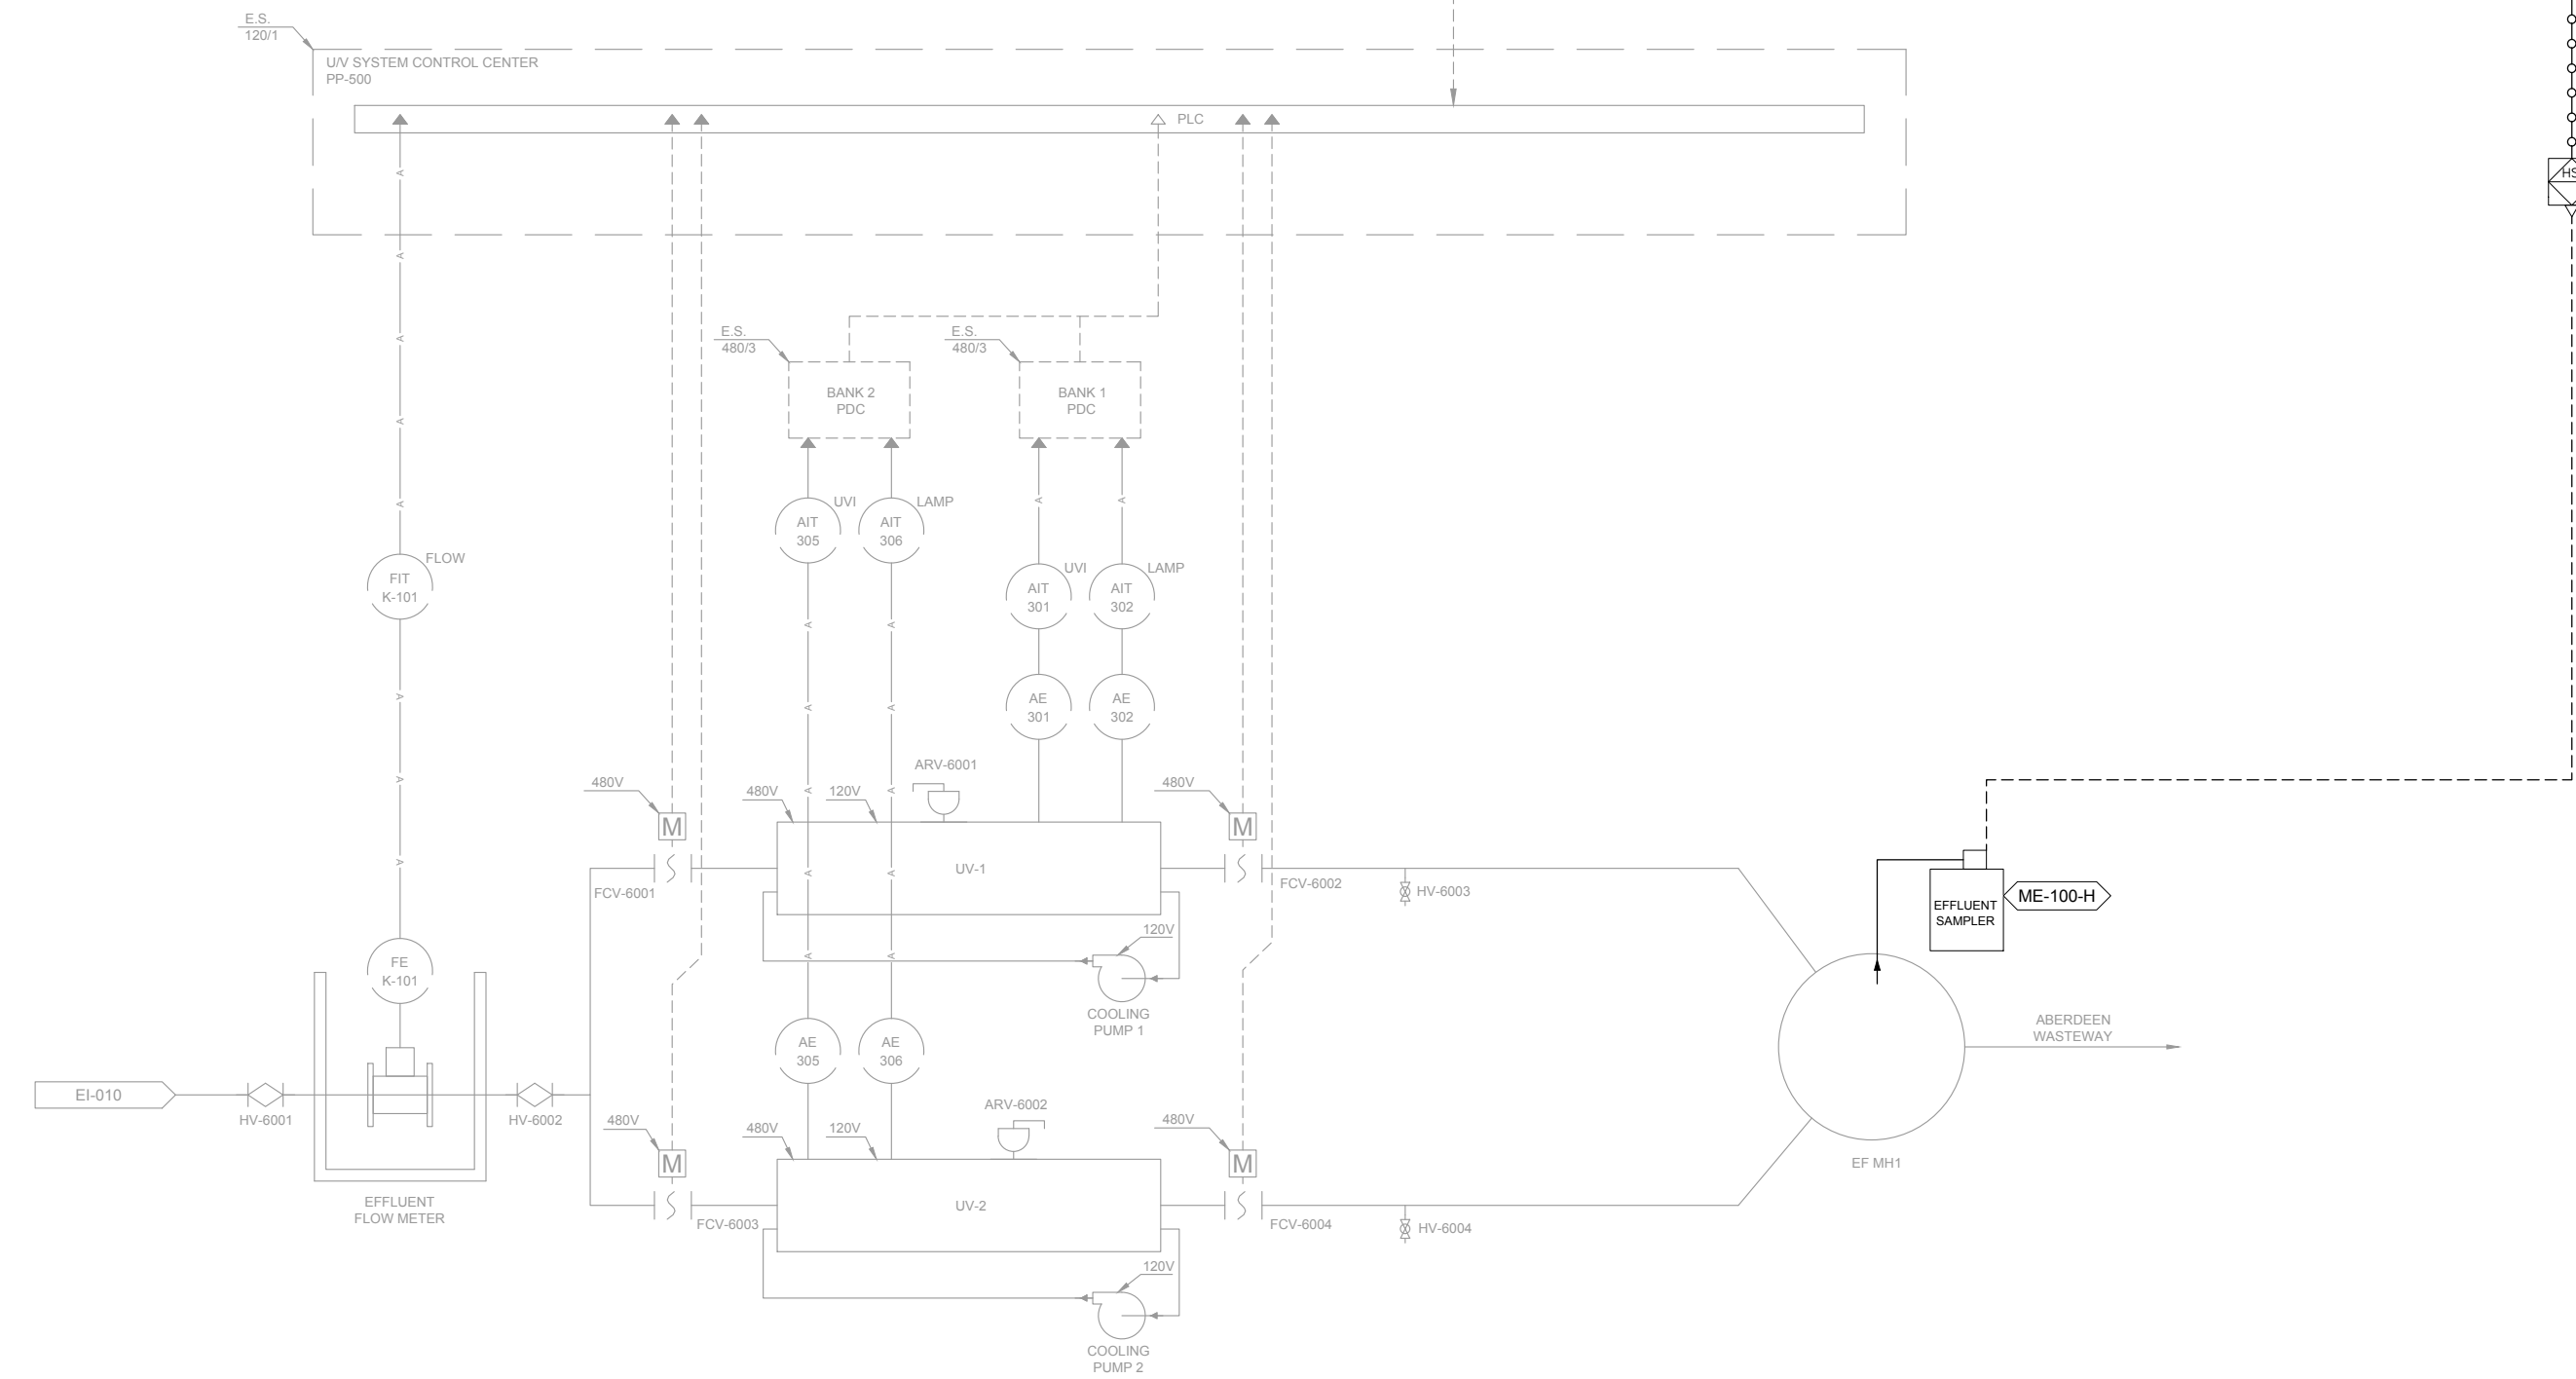 E.S.
120/1
U/V SYSTEM CONTROL CENTER
PP-500
PLC
HS
E.S.
480/3
E.S.
480/3
BANK 2
PDC
BANK 1
PDC
A
A
A
A
A
A
A
UVI
LAMP
AIT
305
AIT
306
FLOW
FIT
K-101
UVI
LAMP
AIT
301
AIT
302
A
A
A
A
AE
301
AE
302
A
A
A
ARV-6001
480V
480V
120V
480V
A
A
A
M
M
UV-1
A
A
A
FCV-6001
FCV-6002
HV-6003
EFFLUENT
SAMPLER
ME-100-H
120V
A
A
FE
K-101
COOLING
PUMP 1
ABERDEEN
WASTEWAY
AE
305
AE
306
EI-010
HV-6001
HV-6002
ARV-6002
480V
480V
120V
480V
M
M
EF MH1
EFFLUENT
FLOW METER
UV-2
FCV-6003
FCV-6004
HV-6004
120V
COOLING
PUMP 2